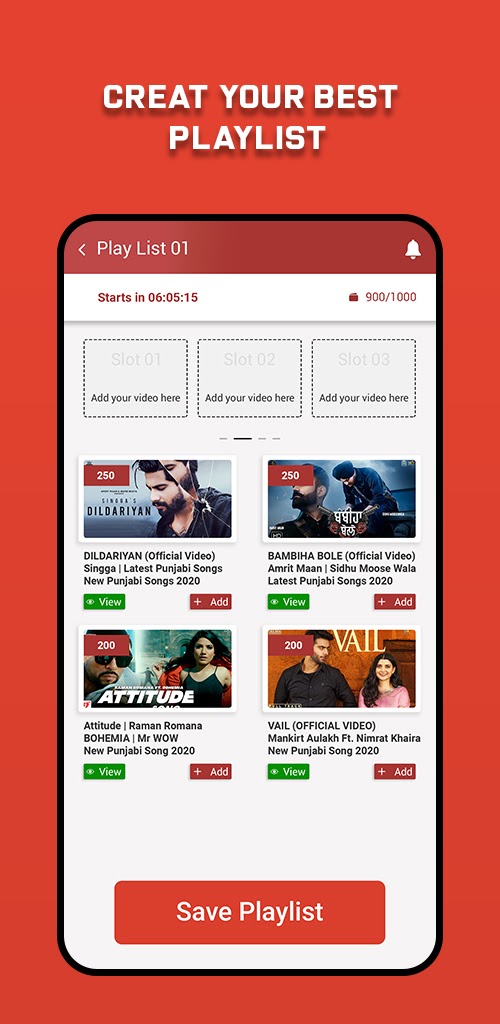 CREAT YOUR BEST
PLAYLIST
Play List 01
Starts in 06:05:15
900/1000
Slot 01
Slot 02
Slot 03
Add your video here
Add your video here
Add your video here
250
SINGGA'S
DILDARIYAN
250
ਬੰਬੀਹਾ
ਬੋਲੇ
HD
DILDARIYAN (Official Video)
Singga | Latest Punjabi Songs
New Punjabi Songs 2020
BAMBIHA BOLE (Official Video)
Amrit Maan | Sidhu Moose Wala
Latest Punjabi Songs 2020
View
+ Add
View
+ Add
200
RAMAN ROMANA FT. BOHEMIA
ATTITUDE
SONG
200
VAIL
FULL TRACK
Attitude | Raman Romana
BOHEMIA | Mr WOW
New Punjabi Song 2020
VAIL (OFFICIAL VIDEO)
Mankirt Aulakh Ft. Nimrat Khaira
New Punjabi Song 2020
View
+ Add
View
+ Add
Save Playlist